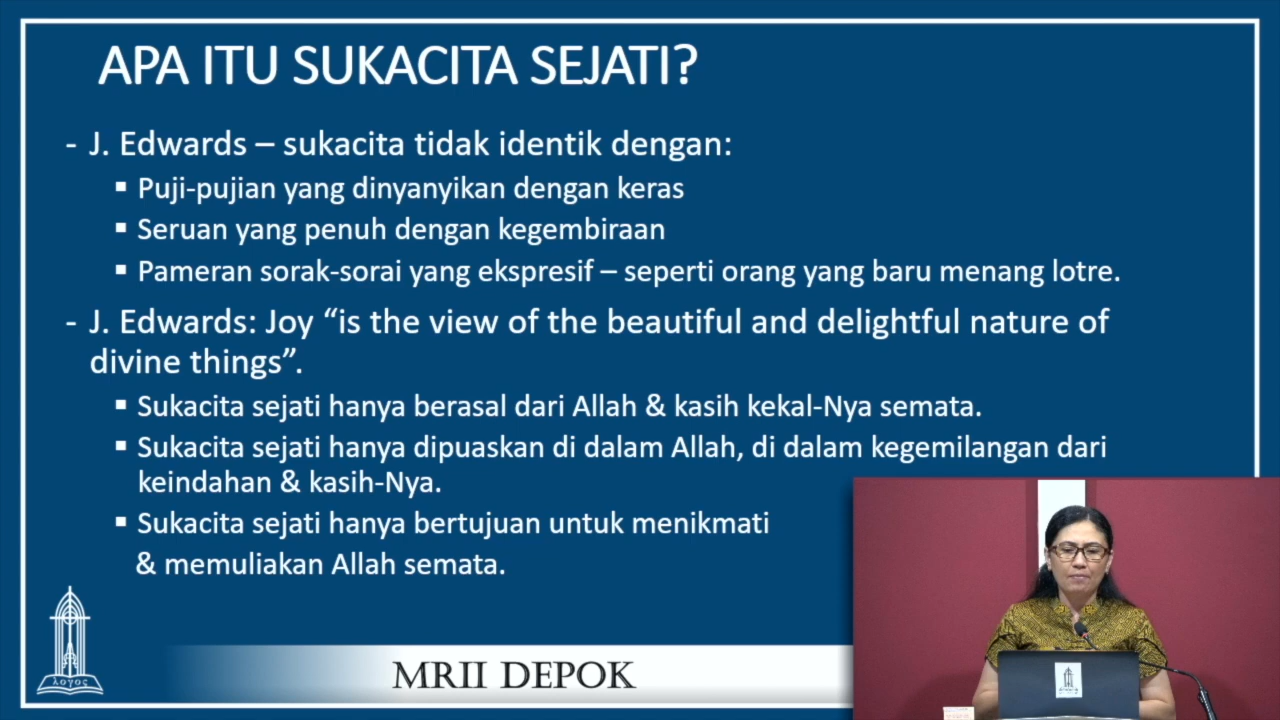 APA ITU SUKACITA SEJATI?
- J. Edwards – sukacita tidak identik dengan:
▪ Puji-pujian yang dinyanyikan dengan keras
▪ Seruan yang penuh dengan kegembiraan
▪ Pameran sorak-sorai yang ekspresif – seperti orang yang baru menang lotre.
- J. Edwards: Joy “is the view of the beautiful and delightful nature of
divine things”.
▪ Sukacita sejati hanya berasal dari Allah & kasih kekal-Nya semata.
▪ Sukacita sejati hanya dipuaskan di dalam Allah, di dalam kegemilangan dari
keindahan & kasih-Nya.
▪ Sukacita sejati hanya bertujuan untuk menikmati
& memuliakan Allah semata.
λογος
MRII DEPOK